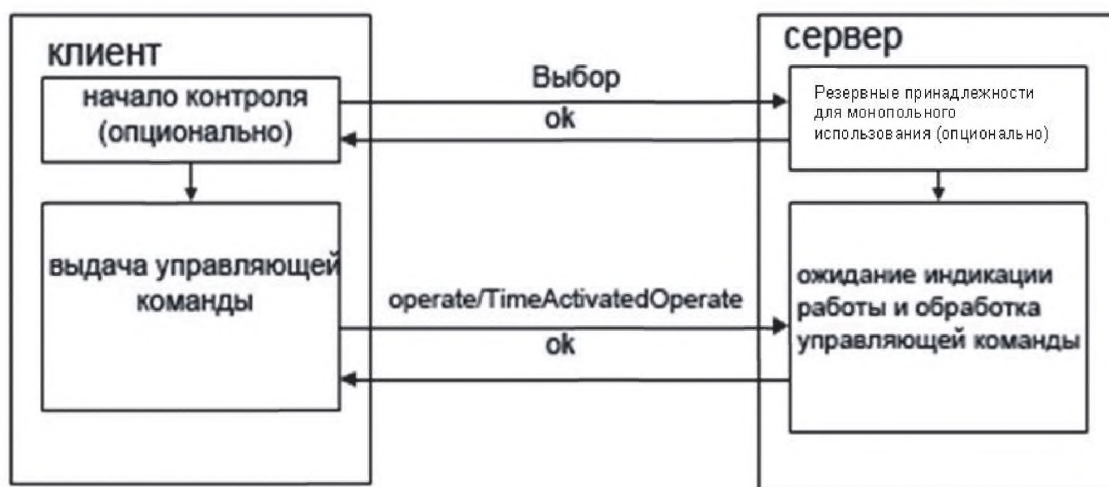 клиент
начало контроля
(опционально)
выдача управляющей
команды
Выбор
ok
operate/TimeActivatedOperate
ok
сервер
Резервные принадлежности
для монопольного
использования (опционально)
ожидание индикации
работы и обработка
управляющей команды